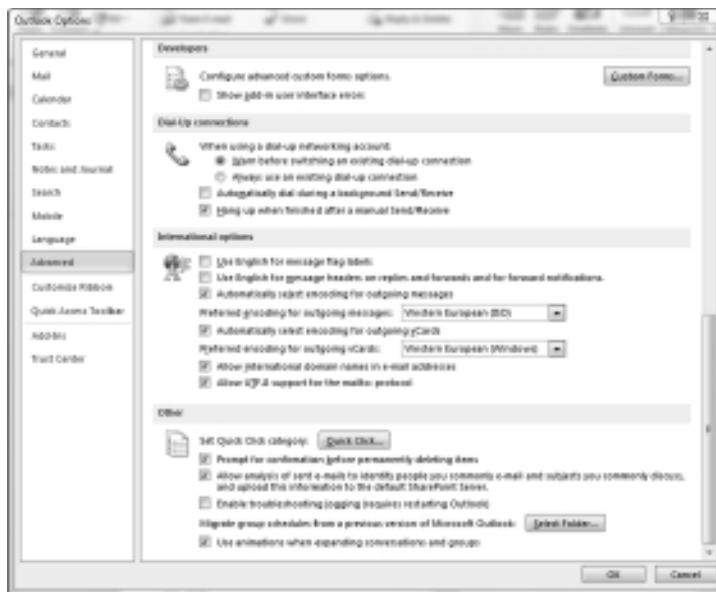 Outlook Options
General
Mail
Calendar
Contacts
Tasks
Notes and Journal
Search
Mobile
Language
Advanced
Customize Ribbon
Quick Access Toolbar
Add-Ins
Trust Center
Developers
Configure advanced custom forms options.
Custom Forms...
Show add-in user interface errors
Dial-Up connections
When using a dial-up networking account:
Warn before switching an existing dial-up connection
Always use an existing dial-up connection
Automatically dial during a background Send/Receive
Hang up when finished after a manual Send/Receive
International options
Use English for message flag labels
Use English for message headers on replies and forwards and for forward notifications.
Automatically select encoding for outgoing messages
Preferred encoding for outgoing messages: Western European (ISO)
Automatically select encoding for outgoing vCards
Preferred encoding for outgoing vCards: Western European (Windows)
Allow international domain names in e-mail addresses
Allow UTF-8 support for the mailto: protocol
Other
Set Quick Click category: Quick Click...
Prompt for confirmation before permanently deleting items
Allow analysis of sent e-mails to identify people you commonly e-mail and subjects you commonly discuss,
and upload this information to the default SharePoint Server.
Enable troubleshooting logging (requires restarting Outlook)
Migrate group schedules from a previous version of Microsoft Outlook: Select Folder...
Use animations when expanding conversations and groups
OK
Cancel